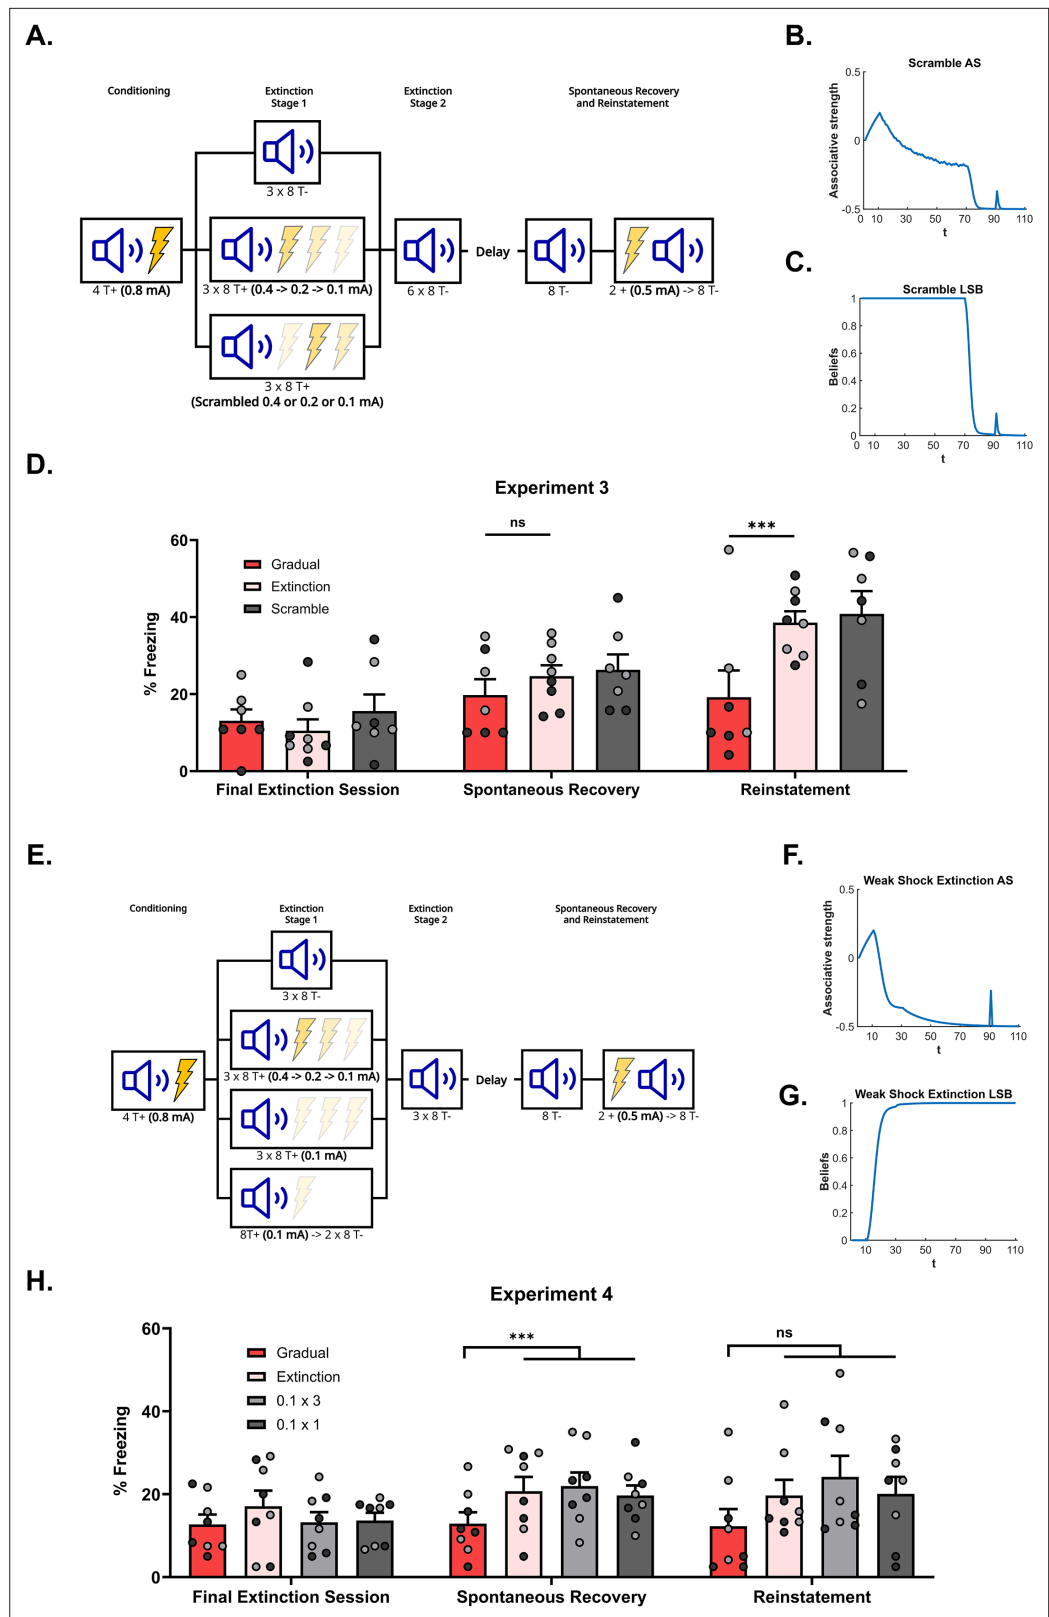 A.
Conditioning
Extinction
Stage 1
Extinction
Stage 2
Spontaneous Recovery
and Reinstatement
3 x 8 T-
4 T+ (0.8 mA)
3 x 8 T+ (0.4 -> 0.2 -> 0.1 mA)
6 x 8 T-
Delay
8 T-
2 + (0.5 mA) -> 8 T-
3 x 8 T+
(Scrambled 0.4 or 0.2 or 0.1 mA)
B.
Scramble AS
Associative strength
0.5
0
-0.5
0 10 30 50 70 90 110
t
C.
Scramble LSB
Beliefs
1
0.8
0.6
0.4
0.2
0
0 10 30 50 70 90 110
t
D.
Experiment 3
% Freezing
60
40
20
0
Gradual
Extinction
Scramble
ns
***
Final Extinction Session
Spontaneous Recovery
Reinstatement
E.
Conditioning
Extinction
Stage 1
Extinction
Stage 2
Spontaneous Recovery
and Reinstatement
3 x 8 T-
3 x 8 T+ (0.4 -> 0.2 -> 0.1 mA)
4 T+ (0.8 mA)
3 x 8 T-
Delay
8 T-
2 + (0.5 mA) -> 8 T-
3 x 8 T+ (0.1 mA)
8T+ (0.1 mA) -> 2 x 8 T-
F.
Weak Shock Extinction AS
Associative strength
0.5
0
-0.5
10 30 50 70 90 110
t
G.
Weak Shock Extinction LSB
Beliefs
1
0.8
0.6
0.4
0.2
0
10 30 50 70 90 110
t
H.
Experiment 4
% Freezing
60
40
20
0
Gradual
Extinction
0.1 x 3
0.1 x 1
***
ns
Final Extinction Session
Spontaneous Recovery
Reinstatement